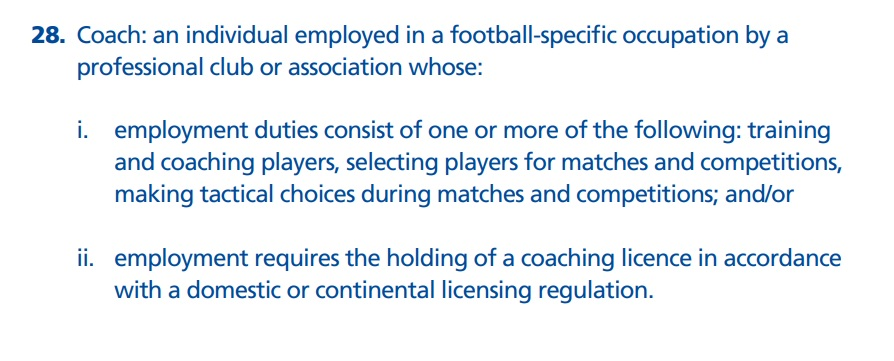 28. Coach: an individual employed in a football-specific occupation by a
professional club or association whose:
i. employment duties consist of one or more of the following: training
and coaching players, selecting players for matches and competitions,
making tactical choices during matches and competitions; and/or
ii. employment requires the holding of a coaching licence in accordance
with a domestic or continental licensing regulation.